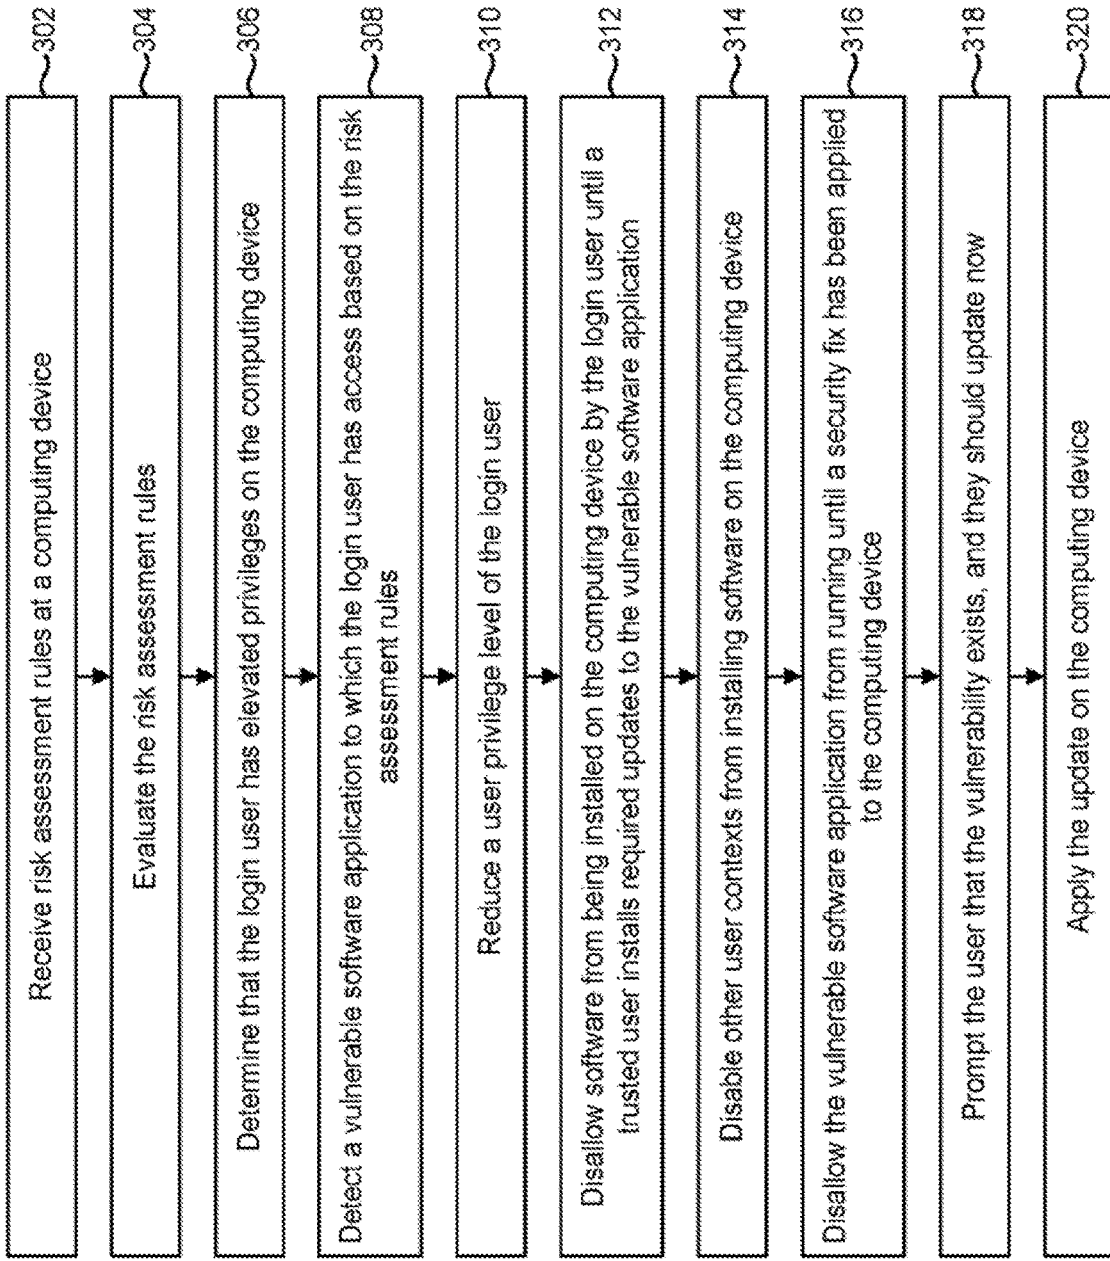 Receive risk assessment rules at a computing device
302
Evaluate the risk assessment rules
304
Determine that the login user has elevated privileges on the computing device
306
Detect a vulnerable software application to which the login user has access based on the risk
assessment rules
308
Reduce a user privilege level of the login user
310
Disallow software from being installed on the computing device by the login user until a
trusted user installs required updates to the vulnerable software application
312
Disable other user contexts from installing software on the computing device
314
Disallow the vulnerable software application from running until a security fix has been applied
to the computing device
316
Prompt the user that the vulnerability exists, and they should update now
318
Apply the update on the computing device
320